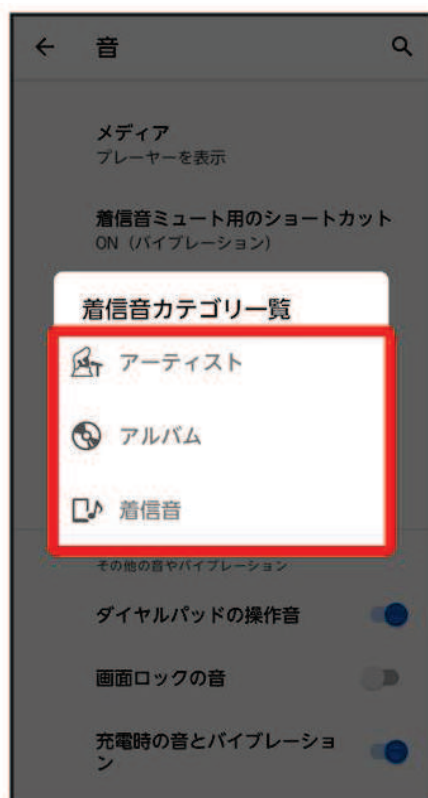 音
メディア
プレーヤーを表示
着信音ミュート用のショートカット
ON（バイブレーション）
着信音カテゴリ一覧
アーティスト
アルバム
着信音
その他の音やバイブレーション
ダイヤルパッドの操作音
画面ロックの音
充電時の音とバイブレーショ
ン